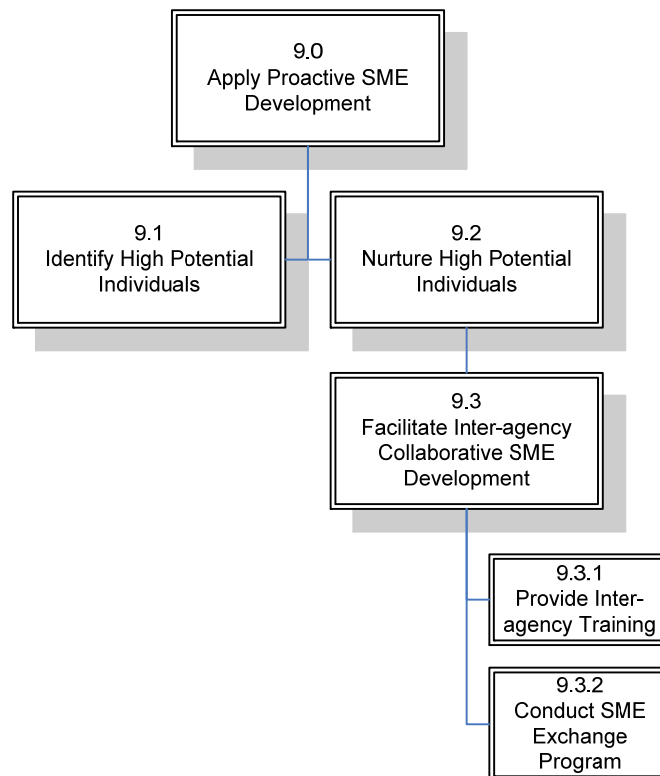 9.0
Apply Proactive SME
Development
9.1
Identify High Potential
Individuals
9.2
Nurture High Potential
Individuals
9.3
Facilitate Inter-agency
Collaborative SME
Development
9.3.1
Provide Inter-
agency Training
9.3.2
Conduct SME
Exchange
Program